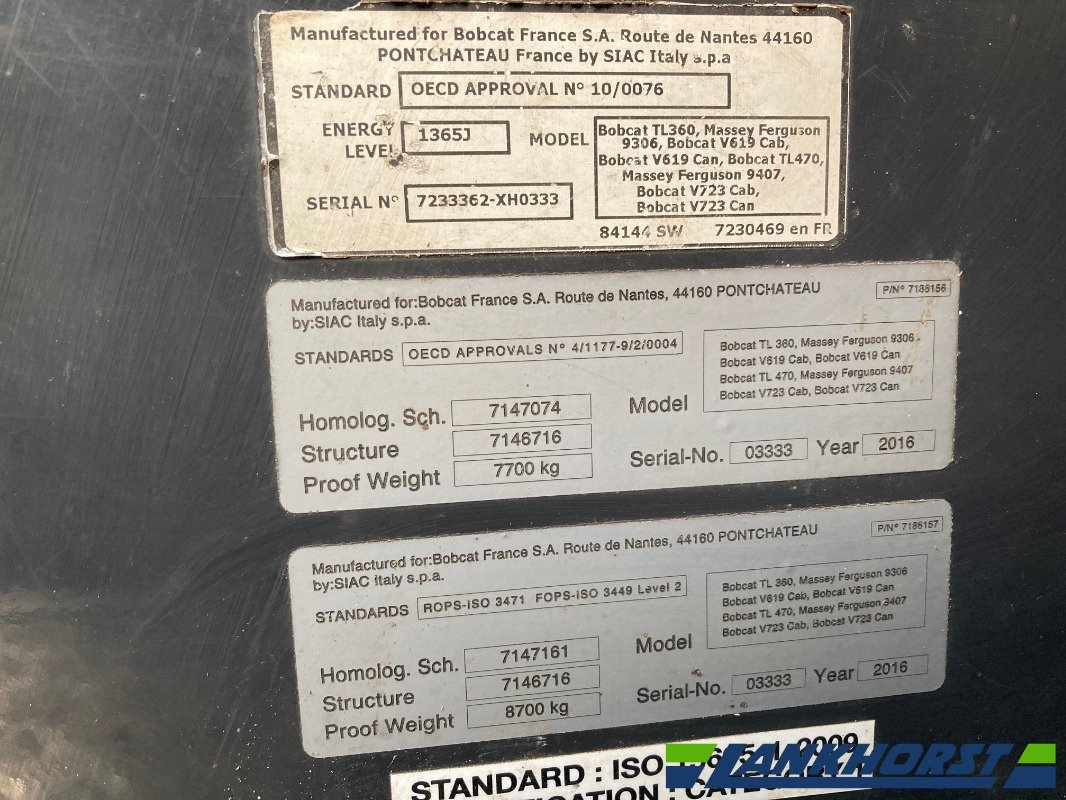 Manufactured for Bobcat France S.A. Route de Nantes 44160
PONTCHATEAU France by SIAC Italy s.p.a
STANDARD OECD APPROVAL N° 10/0076
ENERGY LEVEL 1365J
MODEL Bobcat TL360, Massey Ferguson
9306, Bobcat V619 Cab,
Bobcat V619 Can, Bobcat TL470,
Massey Ferguson 9407,
Bobcat V723 Cab,
Bobcat V723 Can
SERIAL N° 7233362-XH0333
84144 SW 7230469 en FR
Manufactured for:Bobcat France S.A. Route de Nantes, 44160 PONTCHATEAU
by:SIAC Italy s.p.a.
P/N° 7186156
STANDARDS OECD APPROVALS N° 4/1177-9/2/0004
Bobcat TL 360, Massey Ferguson 9306
Bobcat V619 Cab, Bobcat V619 Can
Bobcat TL 470, Massey Ferguson 9407
Bobcat V723 Cab, Bobcat V723 Can
Homolog. Sch. 7147074 Model
Structure 7146716
Proof Weight 7700 kg
Serial-No. 03333 Year 2016
Manufactured for:Bobcat France S.A. Route de Nantes, 44160 PONTCHATEAU
by:SIAC Italy s.p.a.
P/N° 7186157
STANDARDS ROPS-ISO 3471 FOPS-ISO 3449 Level 2
Bobcat TL 360, Massey Ferguson 9306
Bobcat V619 Cab, Bobcat V619 Can
Bobcat TL 470, Massey Ferguson 9407
Bobcat V723 Cab, Bobcat V723 Can
Homolog. Sch. 7147161 Model
Structure 7146716
Proof Weight 8700 kg
Serial-No. 03333 Year 2016
STANDARD : ISO
LANKHORST